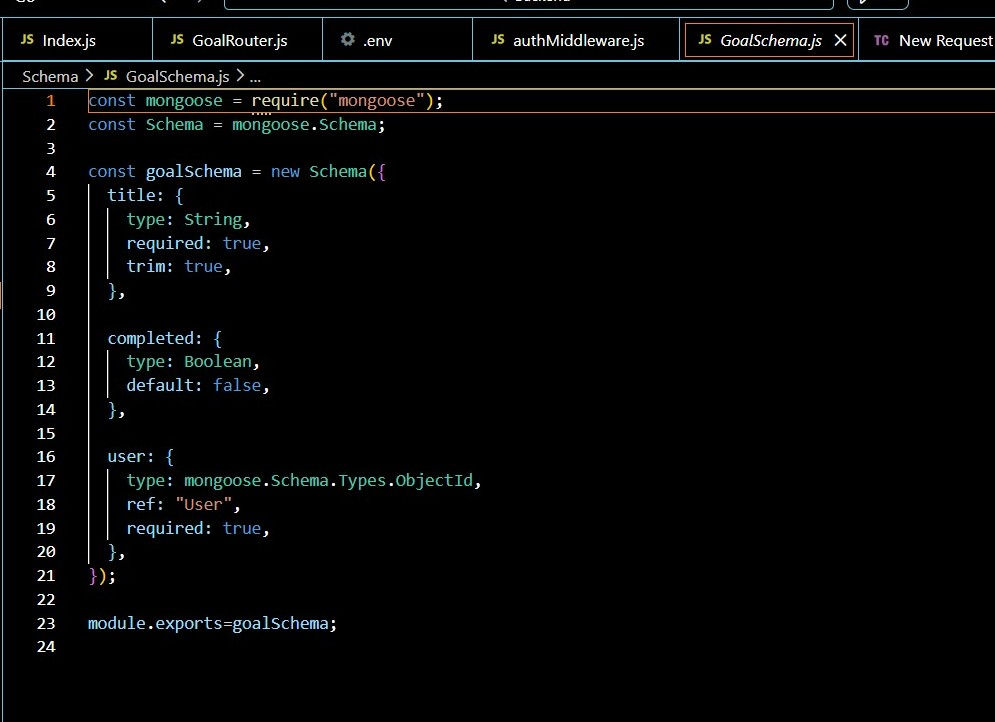 JS Index.js
JS GoalRouter.js
.env
JS authMiddleware.js
JS GoalSchema.js
TC New Request
Schema > JS GoalSchema.js > ...
1 const mongoose = require("mongoose");
2 const Schema = mongoose.Schema;
3
4 const goalSchema = new Schema({
5   title: {
6     type: String,
7     required: true,
8     trim: true,
9   },
10
11   completed: {
12     type: Boolean,
13     default: false,
14   },
15
16   user: {
17     type: mongoose.Schema.Types.ObjectId,
18     ref: "User",
19     required: true,
20   },
21 });
22
23 module.exports=goalSchema;
24